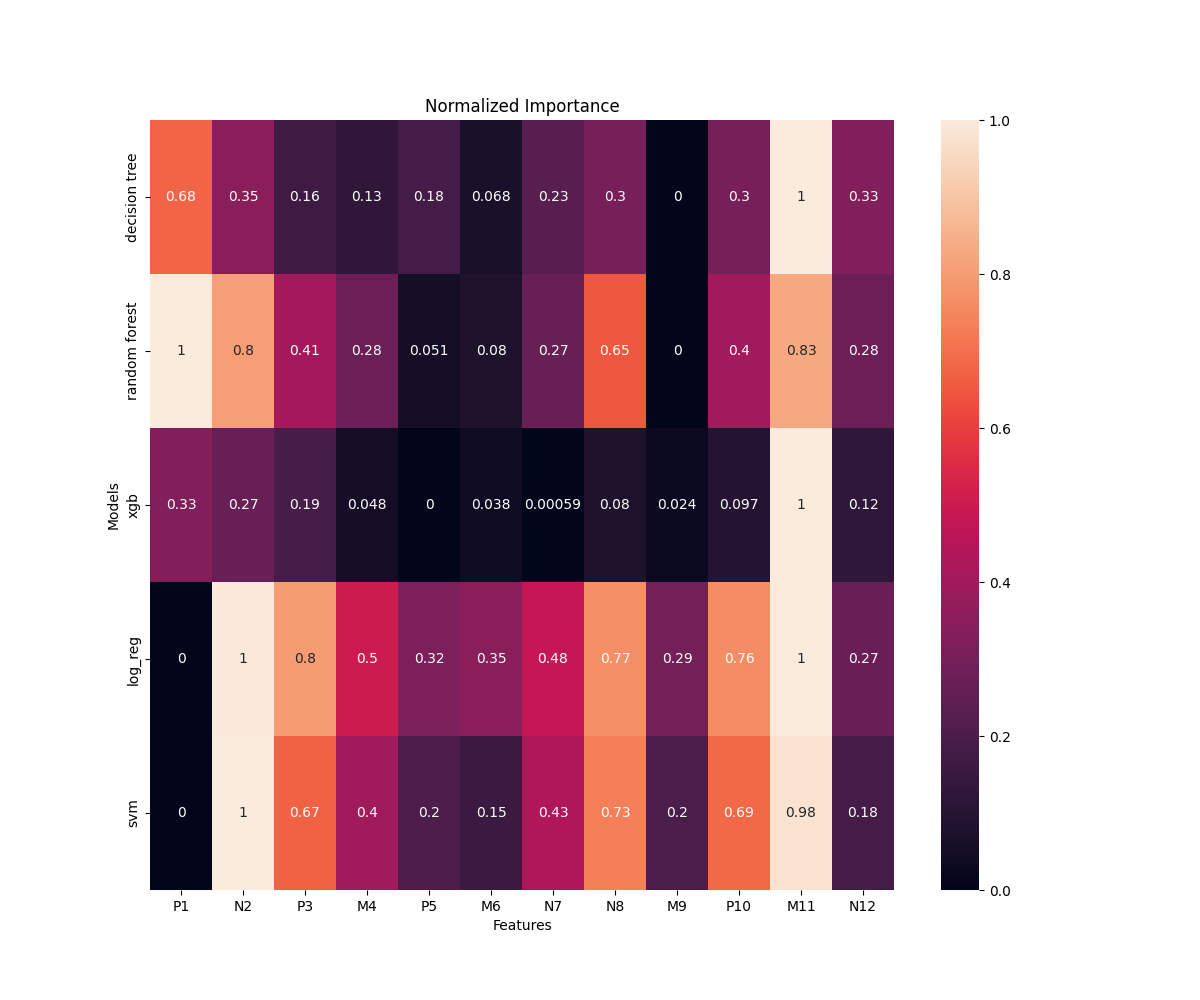 Normalized Importance
decision tree 0.68 0.35 0.16 0.13 0.18 0.068 0.23 0.3 0 0.3 1 0.33
random forest 1 0.8 0.41 0.28 0.051 0.08 0.27 0.65 0 0.4 0.83 0.28
Models
xgb 0.33 0.27 0.19 0.048 0 0.038 0.00059 0.08 0.024 0.097 1 0.12
log_reg 0 1 0.8 0.5 0.32 0.35 0.48 0.77 0.29 0.76 1 0.27
svm 0 1 0.67 0.4 0.2 0.15 0.43 0.73 0.2 0.69 0.98 0.18
P1 N2 P3 M4 P5 M6 N7 N8 M9 P10 M11 N12
Features
1.0
0.8
0.6
0.4
0.2
0.0